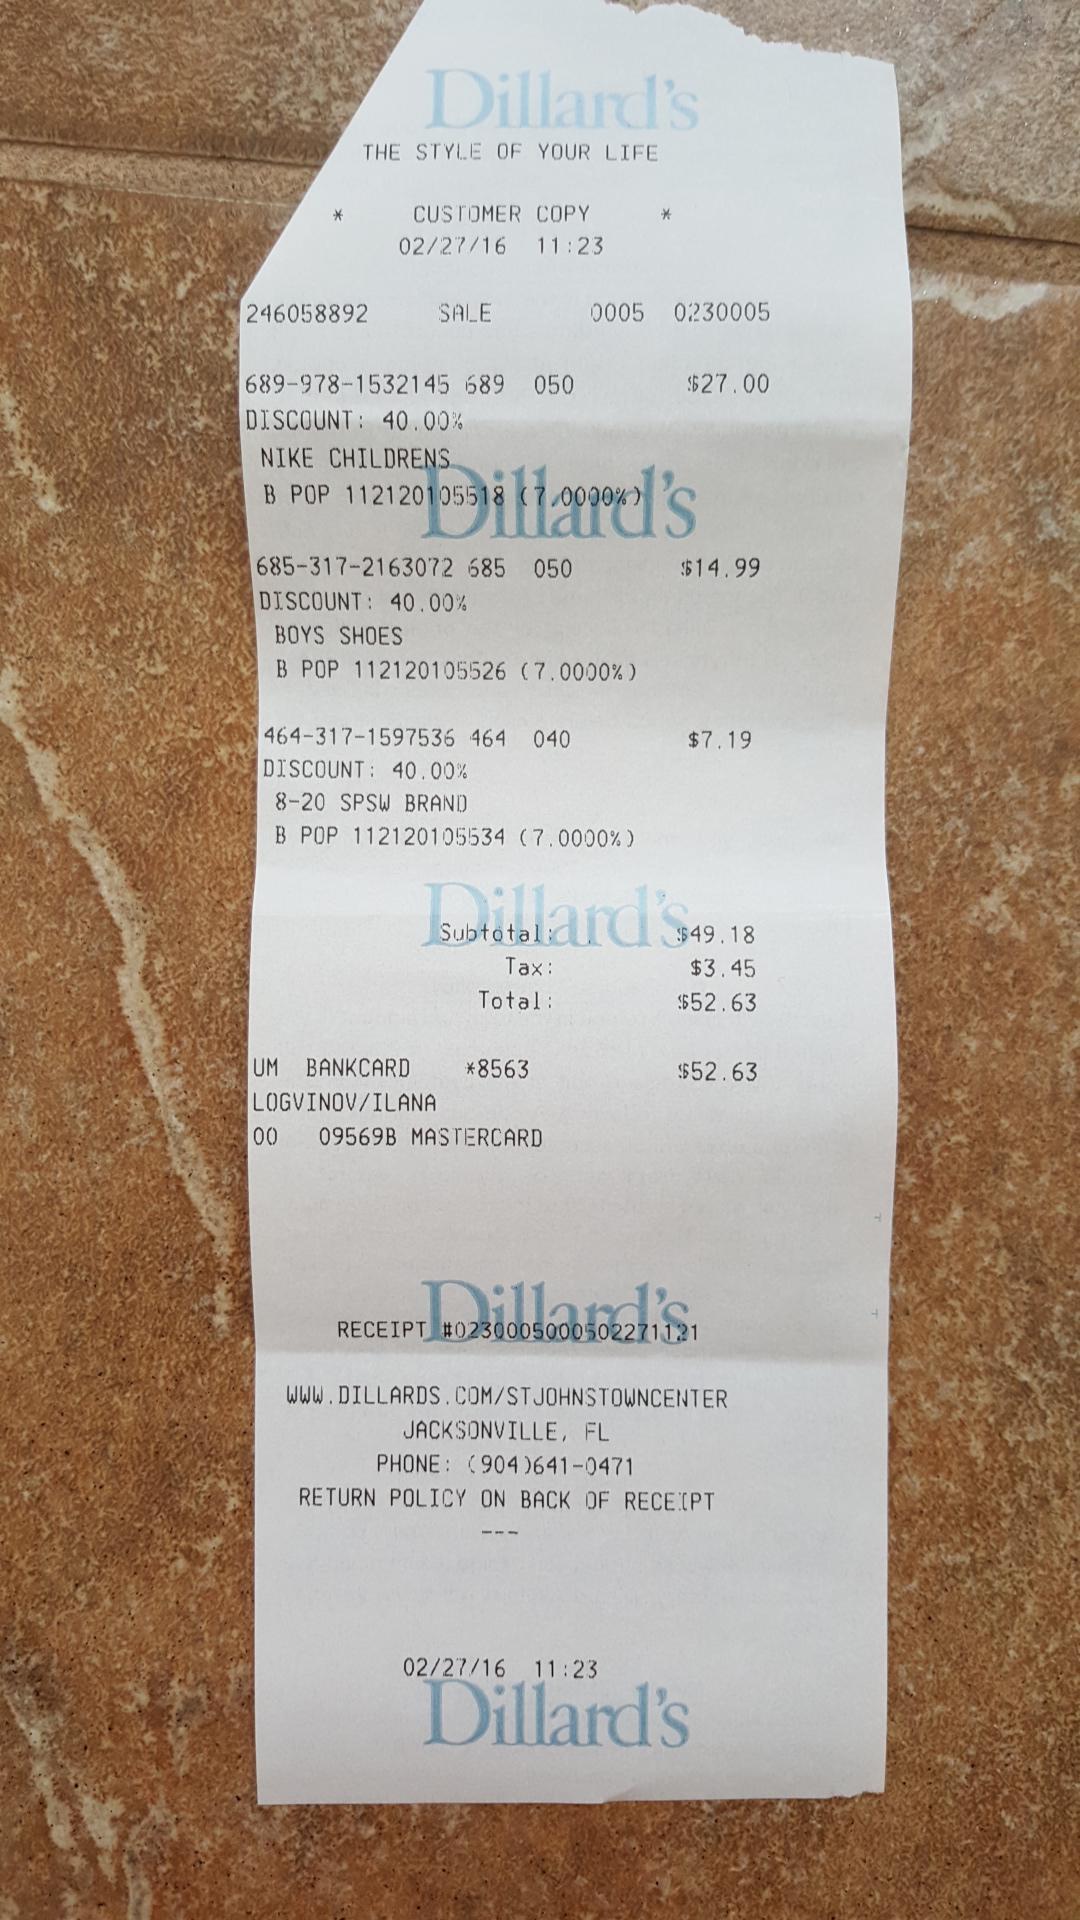 Dillard's
THE STYLE OF YOUR LIFE
* CUSTOMER COPY *
02/27/16 11:23
246058892 SALE 0005 0230005
689-978-1532145 689 050 $27.00
DISCOUNT: 40.00%
NIKE CHILDRENS
Dillard's
B POP 112120105518 (7.0000%)
685-317-2163072 685 050 $14.99
DISCOUNT: 40.00%
BOYS SHOES
B POP 112120105526 (7.0000%)
464-317-1597536 464 040 $7.19
DISCOUNT: 40.00%
8-20 SPSW BRAND
B POP 112120105534 (7.0000%)
Dillard's
Subtotal: $49.18
Tax: $3.45
Total: $52.63
UM BANKCARD *8563 $52.63
LOGVINOV/ILANA
00 09569B MASTERCARD
Dillard's
RECEIPT #0230005000502271121
WWW.DILLARDS.COM/STJOHNSTOWNCENTER
JACKSONVILLE, FL
PHONE: (904)641-0471
RETURN POLICY ON BACK OF RECEIPT
---
02/27/16 11:23
Dillard's